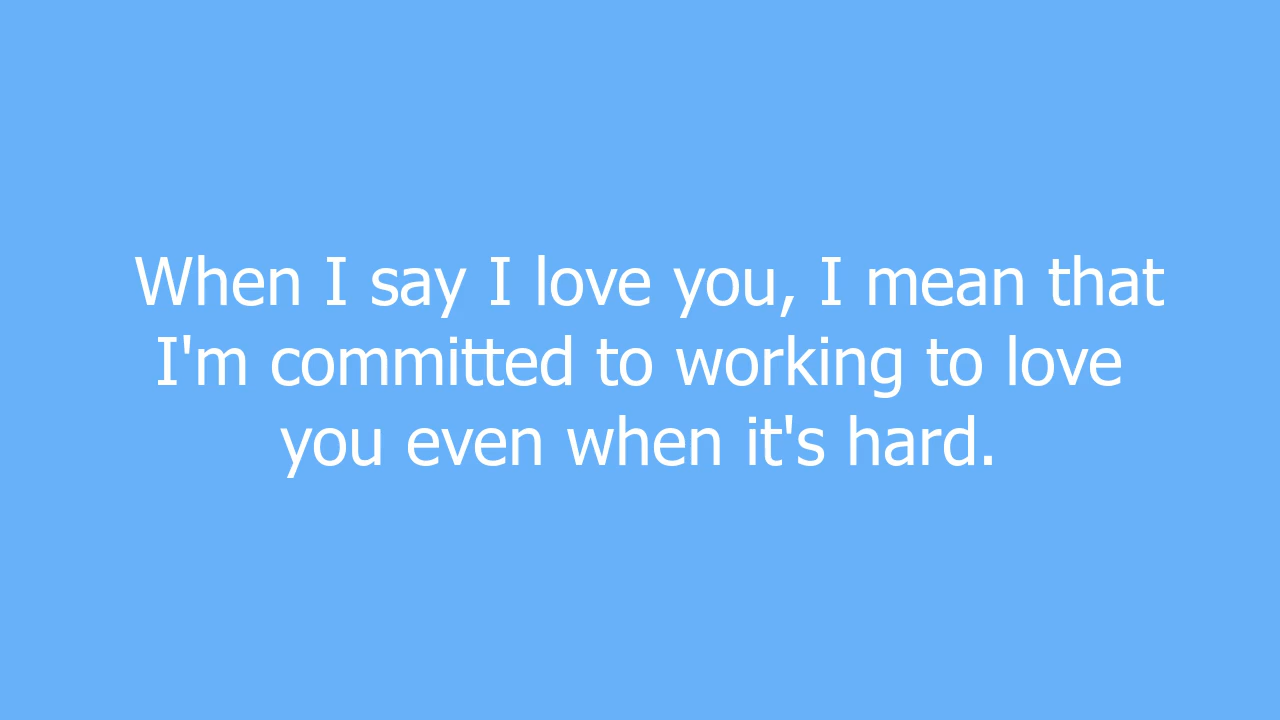 When I say I love you, I mean that
I'm committed to working to love
you even when it's hard.